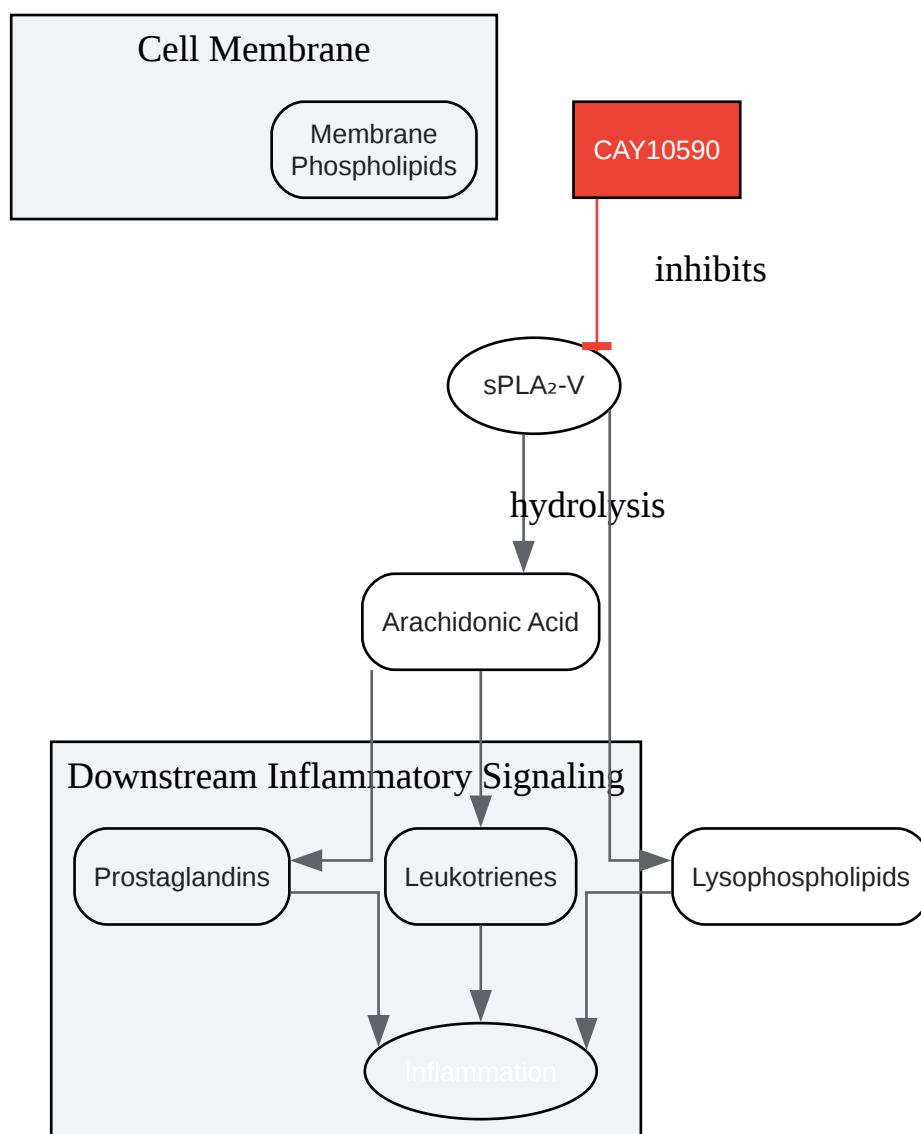 Cell Membrane
Membrane
Phospholipids
CAY10590
inhibits
sPLA₂-V
hydrolysis
Arachidonic Acid
Downstream Inflammatory Signaling
Prostaglandins
Leukotrienes
Lysophospholipids
Inflammation